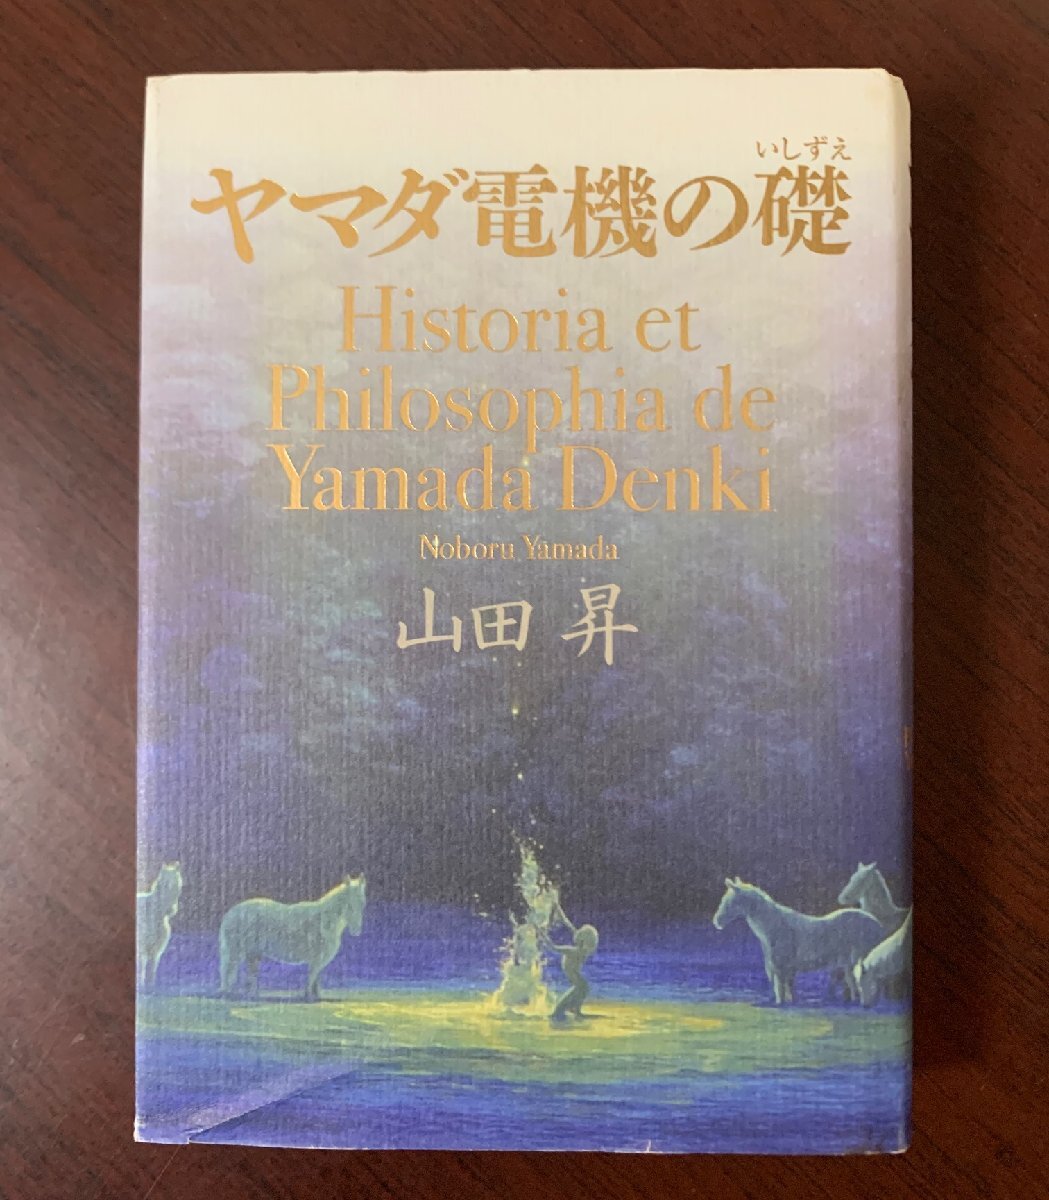 いしずえ
ヤマダ電機の礎
Historia et
Philosophia de
Yamada Denki
Noboru Yamada
山田 昇